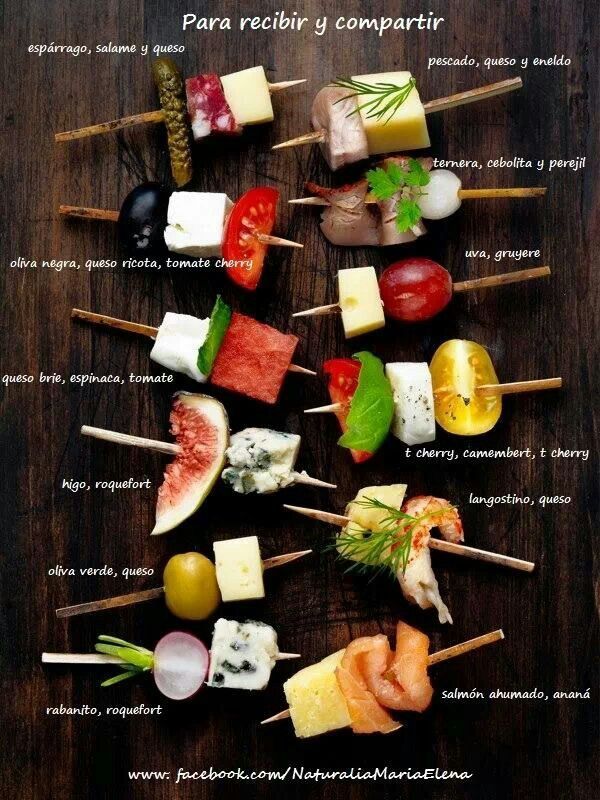 Para recibir y compartir
espárrago, salame y queso
pescado, queso y eneldo
ternera, cebolita y perejil
oliva negra, queso ricota, tomate cherry
uva, gruyere
queso brie, espinaca, tomate
t cherry, camembert, t cherry
higo, roquefort
langostino, queso
oliva verde, queso
rabanito, roquefort
salmón ahumado, ananá
www. facebook.com/NaturaliaMariaElena